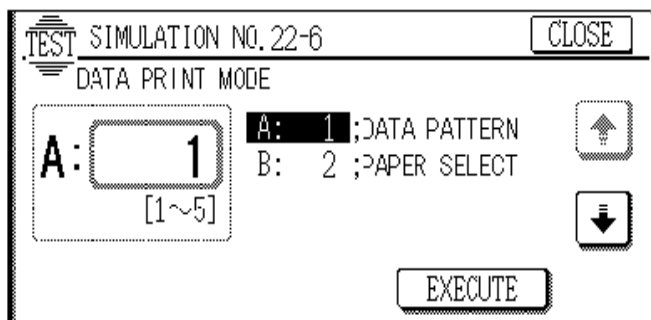 TEST SIMULATION NO. 22-6 CLOSE
DATA PRINT MODE
A: 1 A: 1 ;DATA PATTERN
B: 2 ;PAPER SELECT
[1～5]
EXECUTE